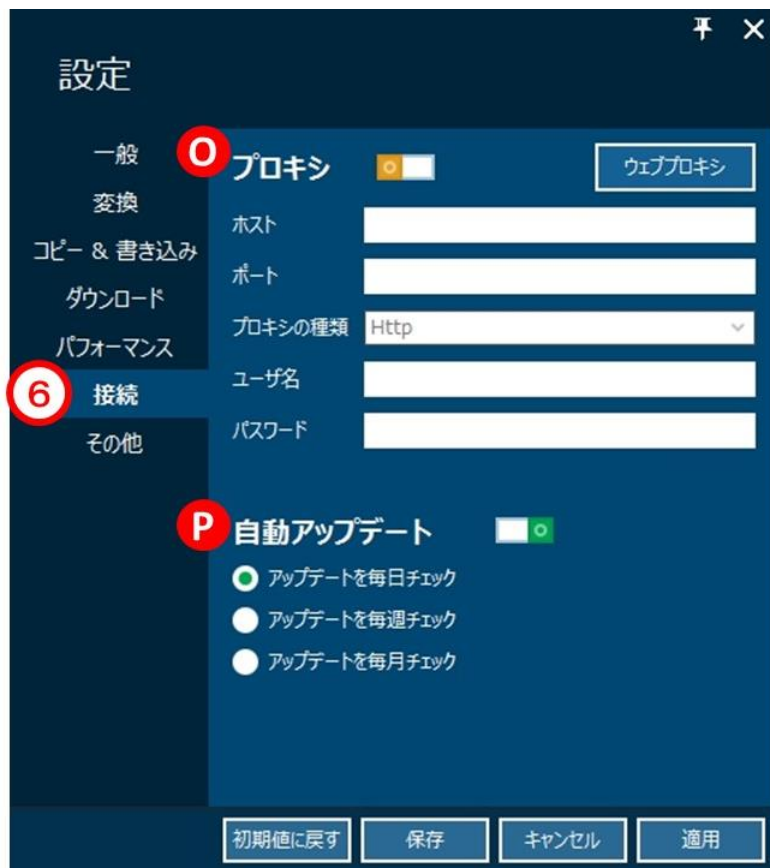 設定
一般
変換
コピー & 書き込み
ダウンロード
パフォーマンス
6 接続
その他
O プロキシ ウェブプロキシ
ホスト
ポート
プロキシの種類 Http
ユーザ名
パスワード
P 自動アップデート
アップデートを毎日チェック
アップデートを毎週チェック
アップデートを毎月チェック
初期値に戻す 保存 キャンセル 適用